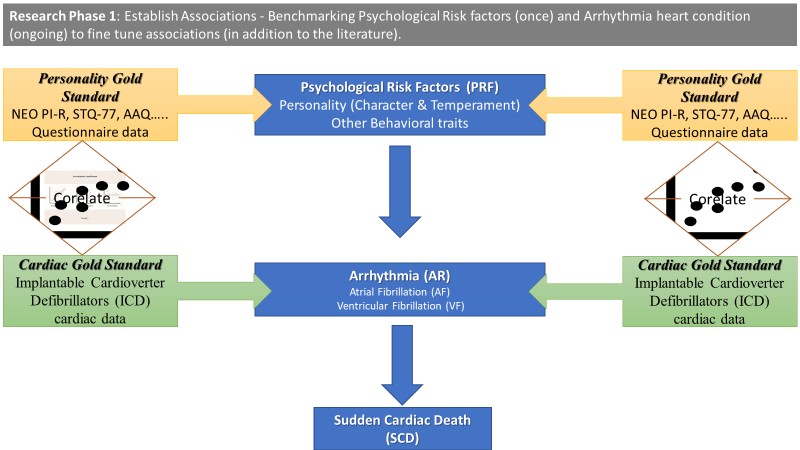 Research Phase 1: Establish Associations - Benchmarking Psychological Risk factors (once) and Arrhythmia heart condition
(ongoing) to fine tune associations (in addition to the literature).
Personality Gold
Standard
NEO PI-R, STQ-77, AAQ…..
Questionnaire data
Psychological Risk Factors (PRF)
Personality (Character & Temperament)
Other Behavioral traits
Personality Gold
Standard
NEO PI-R, STQ-77, AAQ…..
Questionnaire data
Corelate
Corelate
Cardiac Gold Standard
Implantable Cardioverter
Defibrillators (ICD)
cardiac data
Arrhythmia (AR)
Atrial Fibrillation (AF)
Ventricular Fibrillation (VF)
Cardiac Gold Standard
Implantable Cardioverter
Defibrillators (ICD)
cardiac data
Sudden Cardiac Death
(SCD)